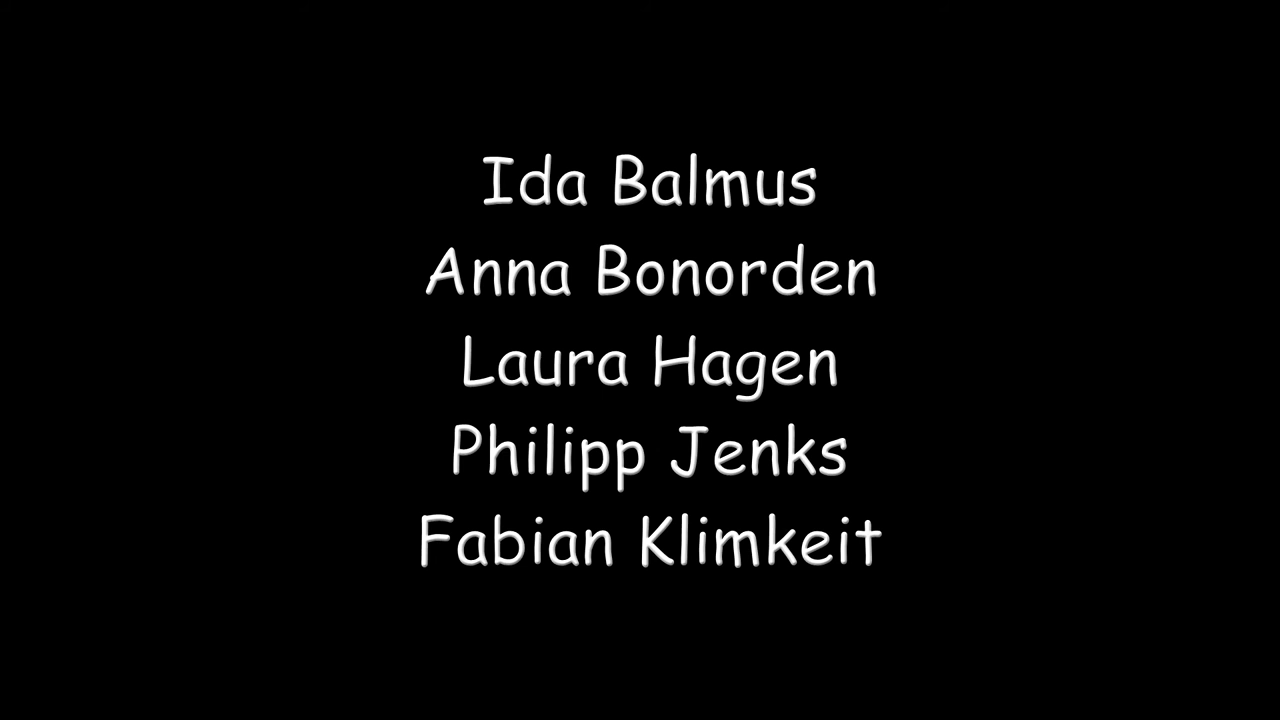 Ida Balmus
Anna Bonorden
Laura Hagen
Philipp Jenks
Fabian Klimkeit